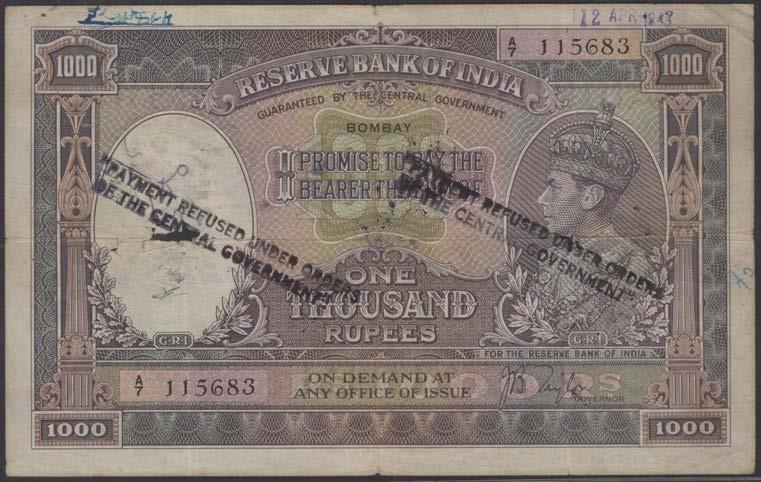 12 APR
A/7 115683
1000
1000
RESERVE BANK OF INDIA
GUARANTEED BY THE CENTRAL GOVERNMENT
BOMBAY
I PROMISE TO PAY THE
BEARER THE
"PAYMENT REFUSED UNDER ORDERS
OF THE CENTRAL GOVERNMENT"
"PAYMENT REFUSED UNDER ORDERS
OF THE CENTRAL GOVERNMENT"
ONE
THOUSAND
RUPEES
G·R·I
G·R·I
FOR THE RESERVE BANK OF INDIA
A/7 115683
ON DEMAND AT
ANY OFFICE OF ISSUE
J B Taylor
GOVERNOR
1000
1000